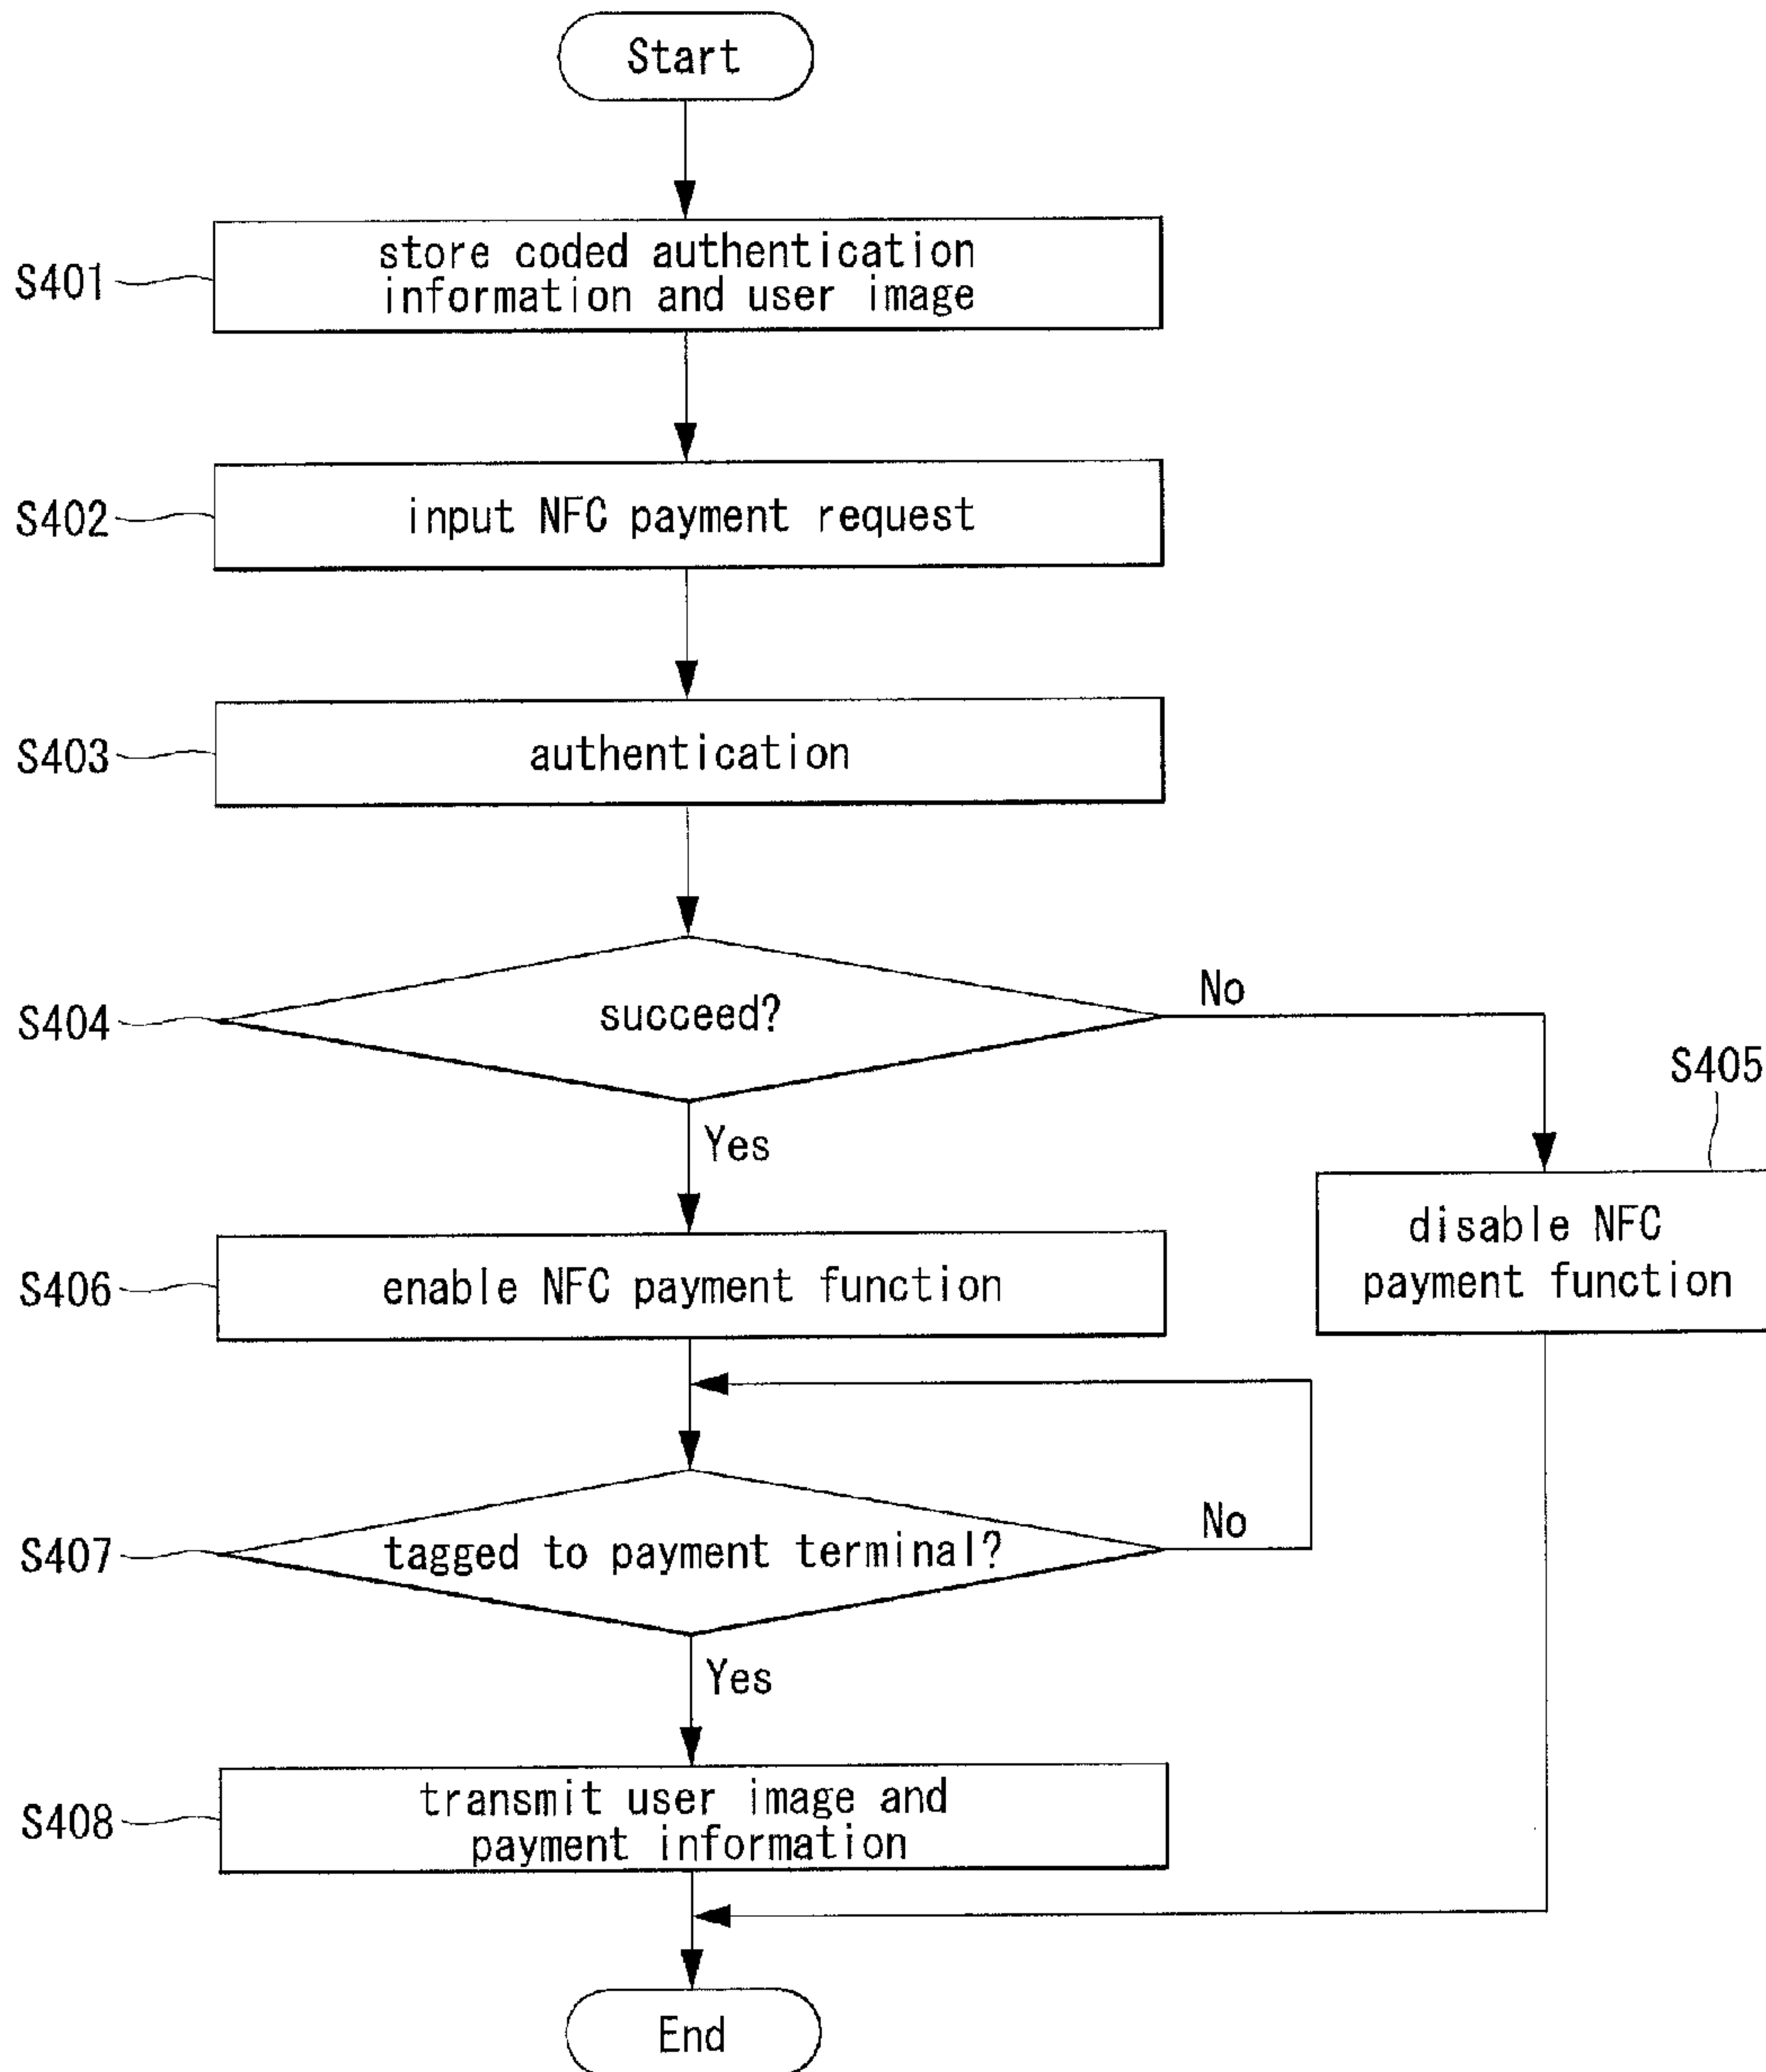 Start
S401
store coded authentication
information and user image
S402
input NFC payment request
S403
authentication
S404
succeed?
No
Yes
S405
disable NFC
payment function
S406
enable NFC payment function
S407
tagged to payment terminal?
No
Yes
S408
transmit user image and
payment information
End